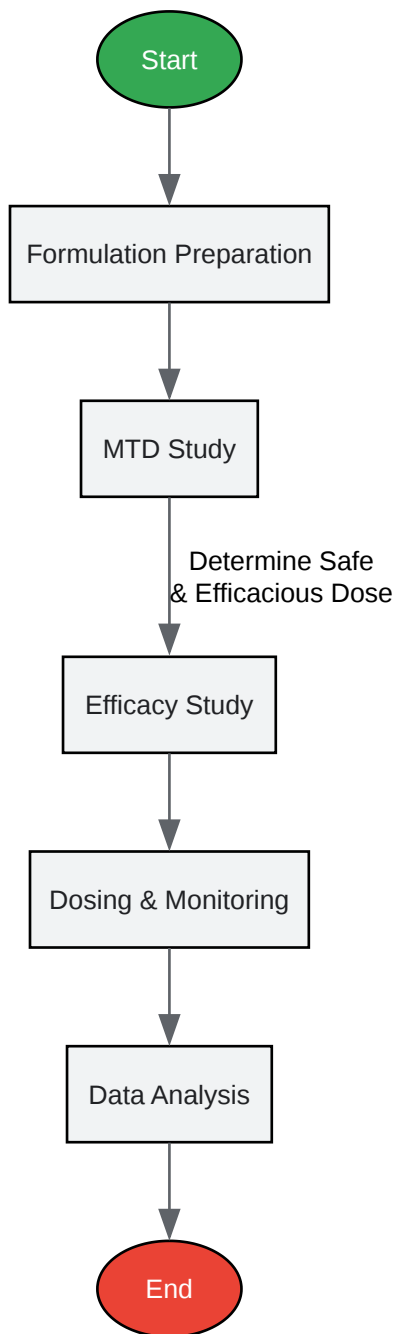 Start
Formulation Preparation
MTD Study
Determine Safe
& Efficacious Dose
Efficacy Study
Dosing & Monitoring
Data Analysis
End